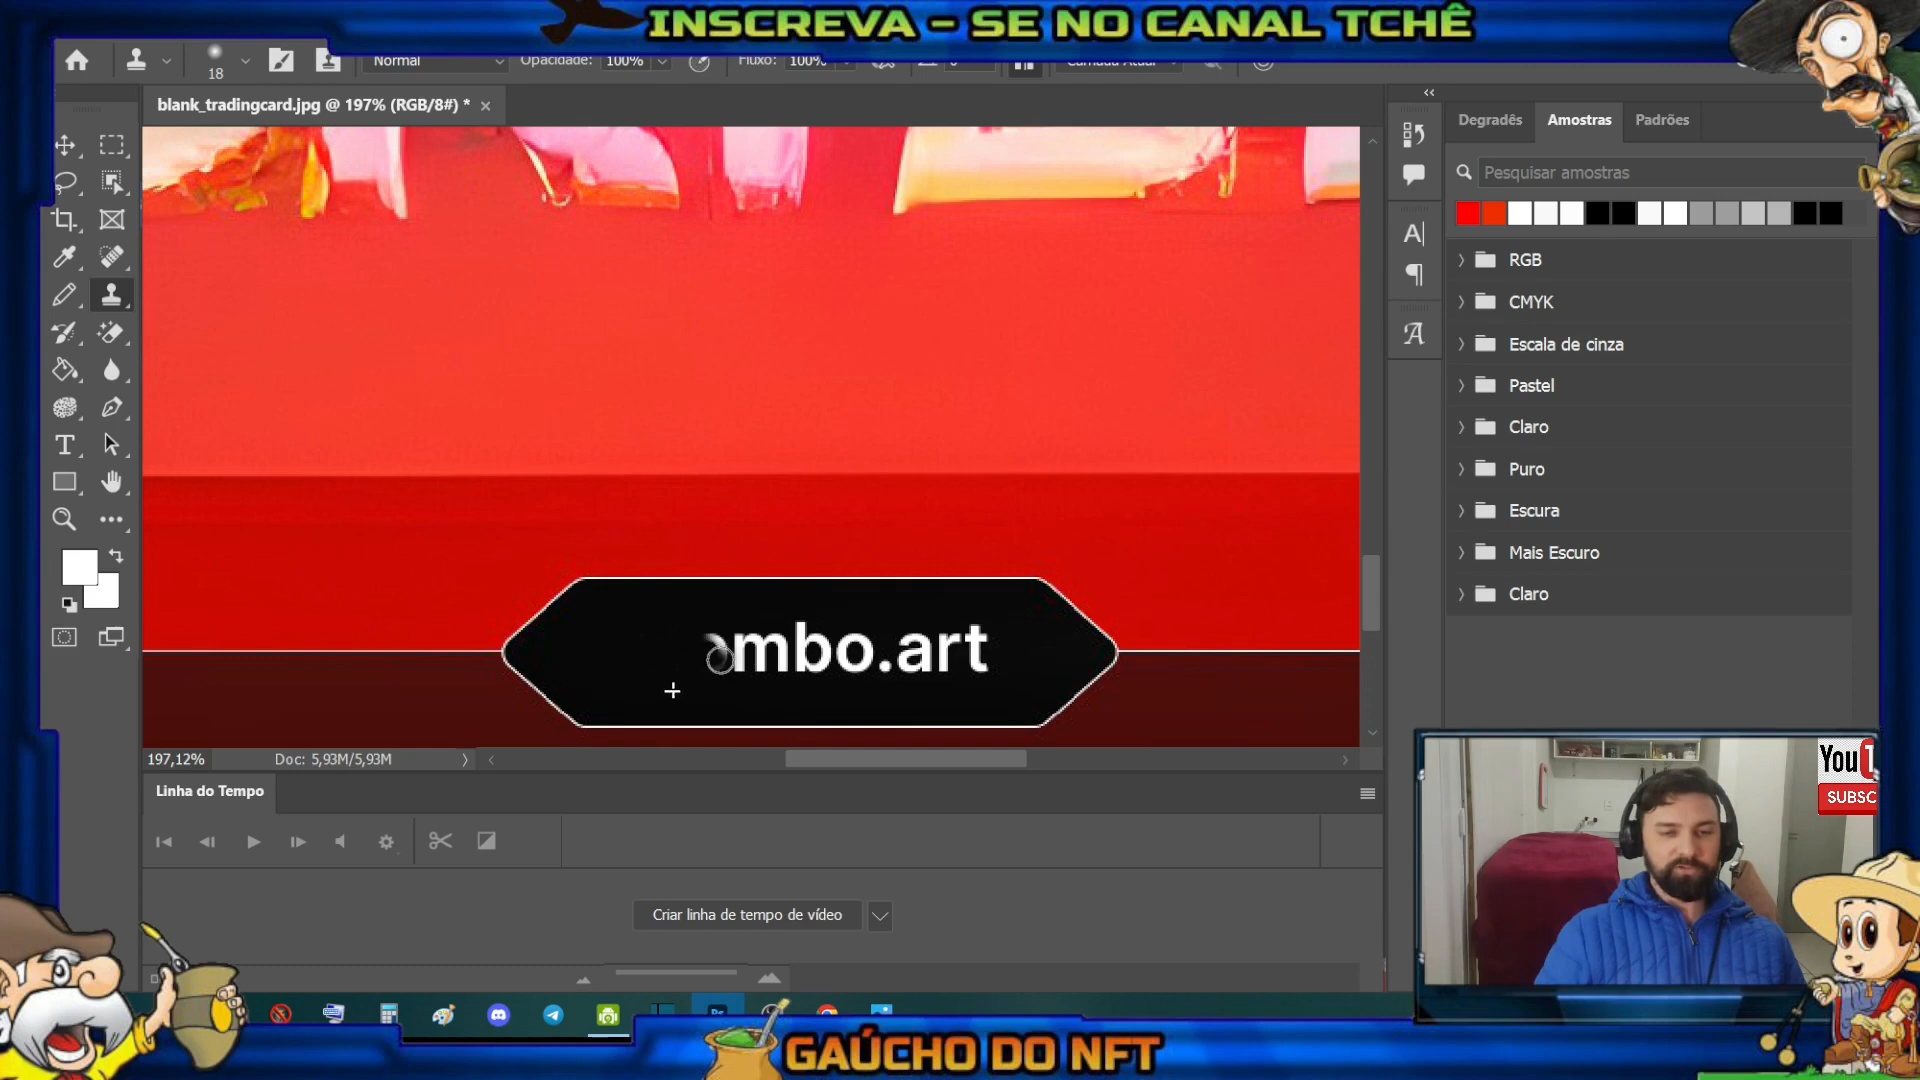 INSCREVA - SE NO CANAL TCHÊ
18
Normal
Opacidade: 100%
Fluxo: 100%
blank_tradingcard.jpg @ 197% (RGB/8#) *
Degradês
Amostras
Padrões
Pesquisar amostras
RGB
CMYK
Escala de cinza
Pastel
Claro
Puro
Escura
Mais Escuro
Claro
mbo.art
197,12%
Doc: 5,93M/5,93M
Linha do Tempo
Criar linha de tempo de vídeo
You
SUBSC
GAÚCHO DO NFT